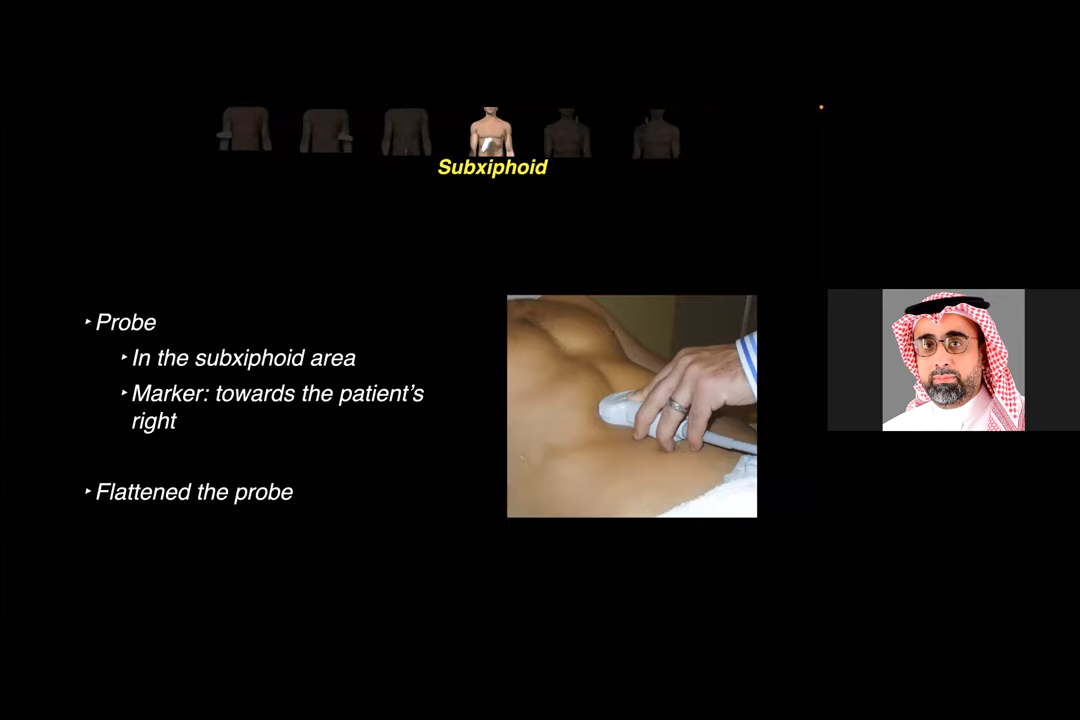 Subxiphoid
‣ Probe
‣ In the subxiphoid area
‣ Marker: towards the patient’s
right
‣ Flattened the probe